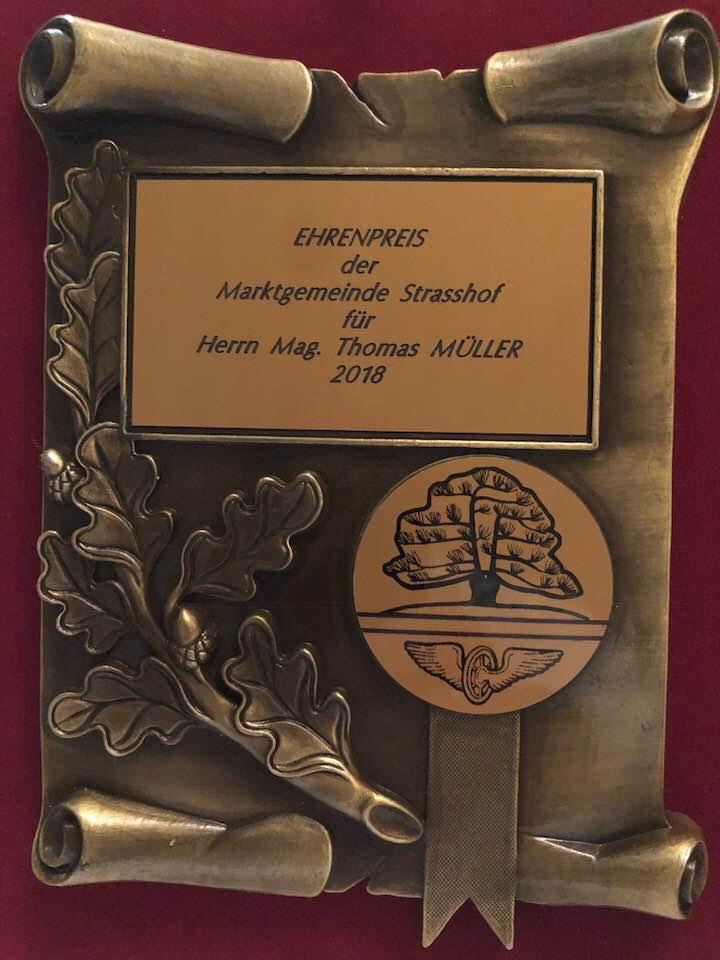 EHRENPREIS
der
Marktgemeinde Strasshof
für
Herrn Mag. Thomas MÜLLER
2018